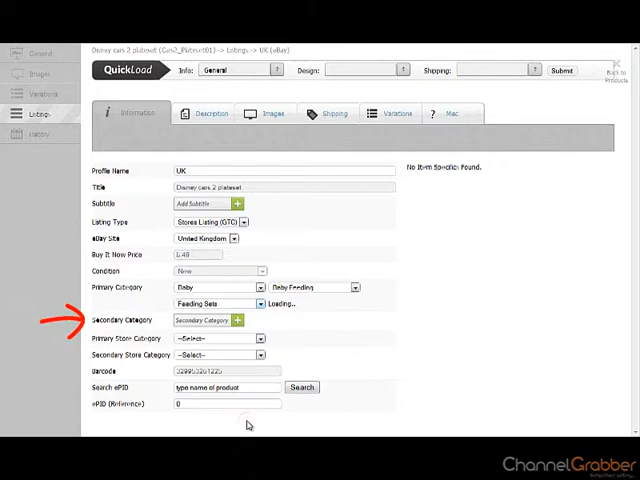 Disney cars 2 plateset (Cars2_Plateset01) -> Listings -> UK (eBay)
General
Images
Variations
Listings
History
QuickLoad Info: General Design: Shipping: Submit
Back to Products
Information Description Images Shipping Variations ? Misc
Profile Name UK
No Item Specifics Found.
Title Disney cars 2 plateset
Subtitle Add Subtitle +
Listing Type Stores Listing (GTC)
eBay Site United Kingdom
Buy It Now Price 6.49
Condition New
Primary Category Baby Baby Feeding
Feeding Sets Loading..
Secondary Category Secondary Category +
Primary Store Category --Select--
Secondary Store Category --Select--
Barcode
Search ePID type name of product Search
ePID (Reference) 0
ChannelGrabber